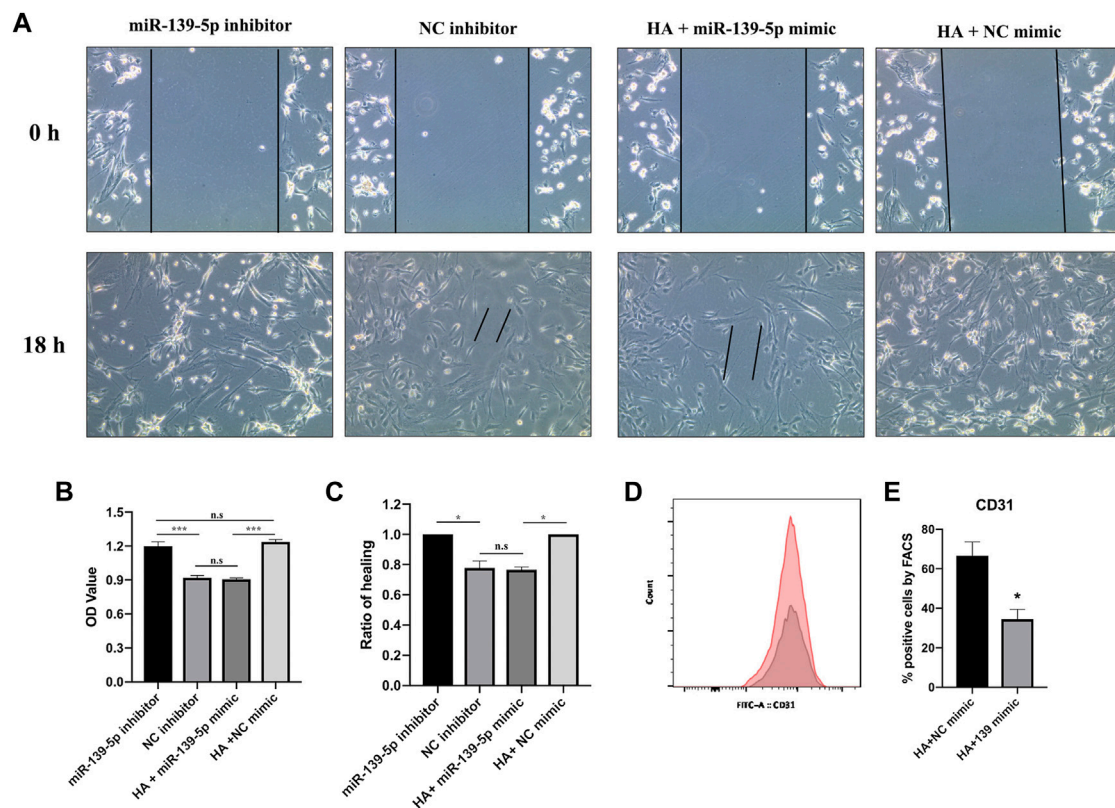 A
miR-139-5p inhibitor
NC inhibitor
HA + miR-139-5p mimic
HA + NC mimic
0 h
18 h
B
OD Value
1.5
1.2
0.9
0.6
0.3
0.0
n.s
***
***
n.s
miR-139-5p inhibitor
NC inhibitor
HA + miR-139-5p mimic
HA +NC mimic
C
Ratio of healing
1.2
1.0
0.8
0.6
0.4
0.2
0.0
*
*
n.s
miR-139-5p inhibitor
NC inhibitor
HA+ miR-139-5p mimic
HA+ NC mimic
D
Count
FITC-A :: CD31
E
CD31
% positive cells by FACS
80
60
40
20
0
*
HA+NC mimic
HA+139 mimic